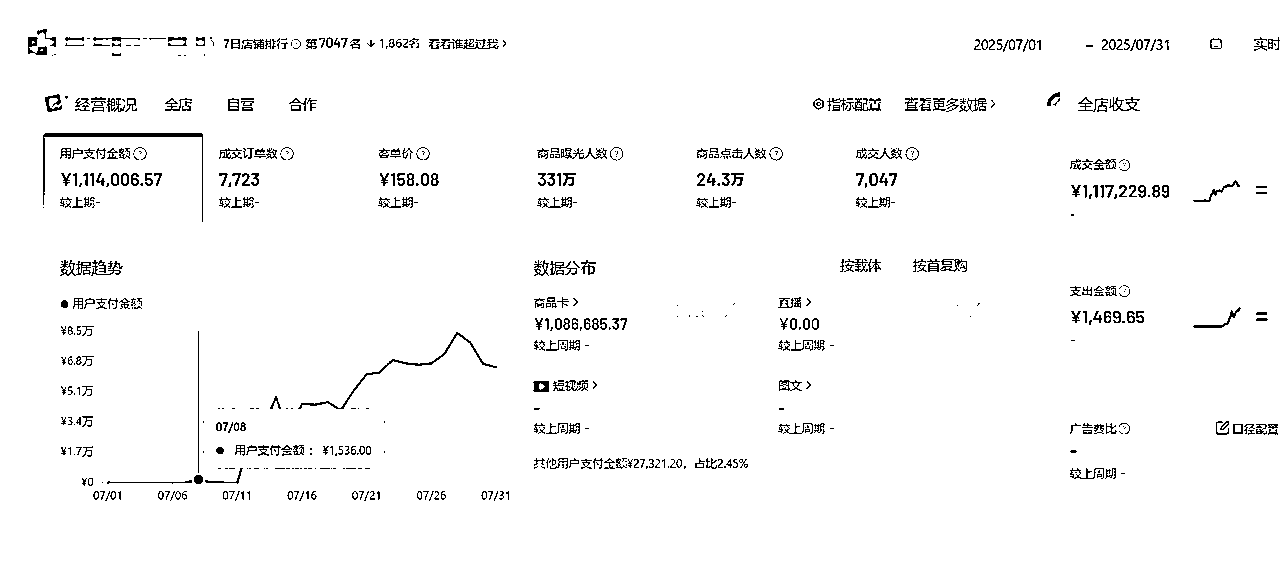 7日店铺排行 第7047名 ↓ 1,862名 看看谁超过我 >
2025/07/01 – 2025/07/31 实时
经营概况 全店 自营 合作
指标配置 查看更多数据 >
全店收支
用户支付金额
¥1,114,006.57
较上期-
成交订单数
7,723
较上期-
客单价
¥158.08
较上期-
商品曝光人数
331万
较上期-
商品点击人数
24.3万
较上期-
成交人数
7,047
较上期-
成交金额
¥1,117,229.89
-
数据趋势
用户支付金额
¥8.5万
¥6.8万
¥5.1万
¥3.4万
¥1.7万
¥0
07/08
用户支付金额: ¥1,536.00
07/01 07/06 07/11 07/16 07/21 07/26 07/31
数据分布
按载体 按首复购
商品卡 >
¥1,086,685.37
较上周期 -
直播 >
¥0.00
较上周期 -
短视频 >
-
较上周期 -
图文 >
-
较上周期 -
其他用户支付金额¥27,321.20, 占比2.45%
支出金额
¥1,469.65
-
广告费比
口径配置
-
较上周期 -